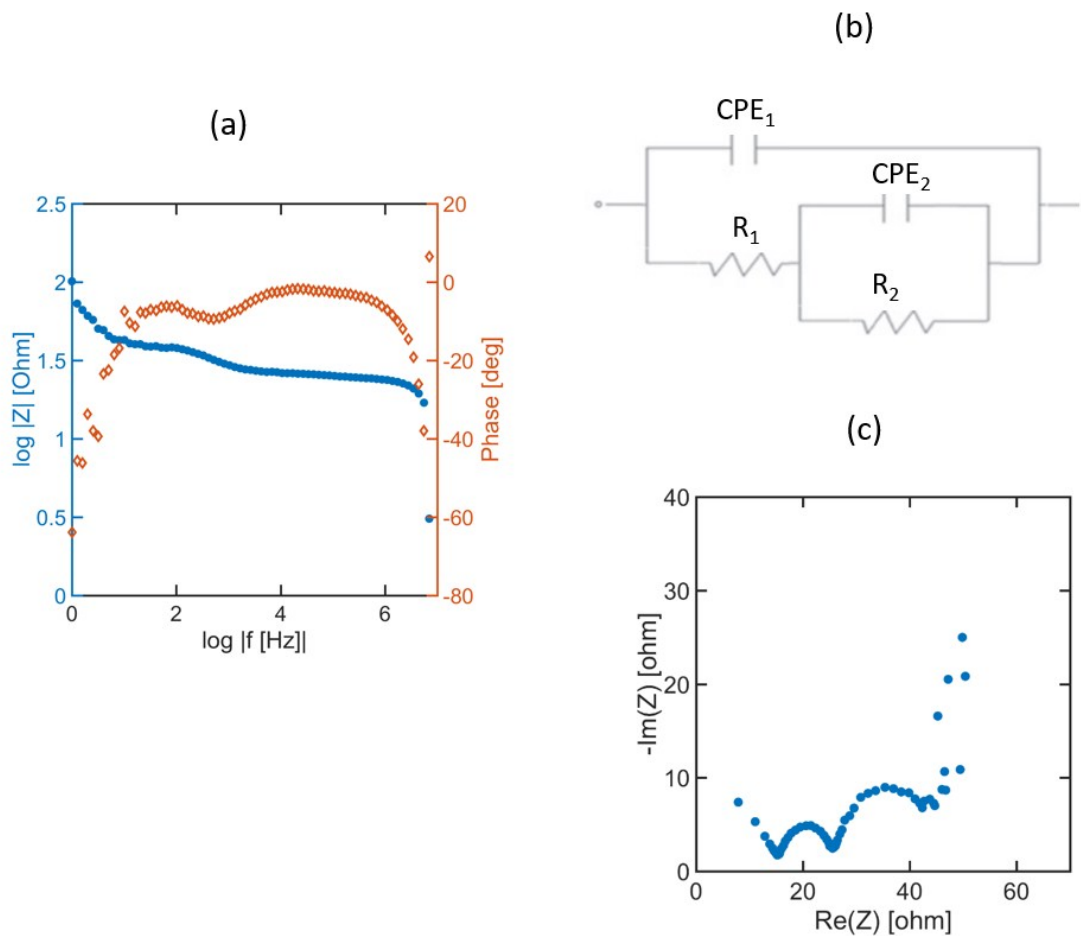 (a)
2.5
2
1.5
1
0.5
0
log |Z| [Ohm]
20
0
-20
-40
-60
-80
Phase [deg]
0
2
4
6
log |f [Hz]|
(b)
CPE₁
CPE₂
R₁
R₂
(c)
40
30
20
10
0
-Im(Z) [ohm]
0
20
40
60
Re(Z) [ohm]